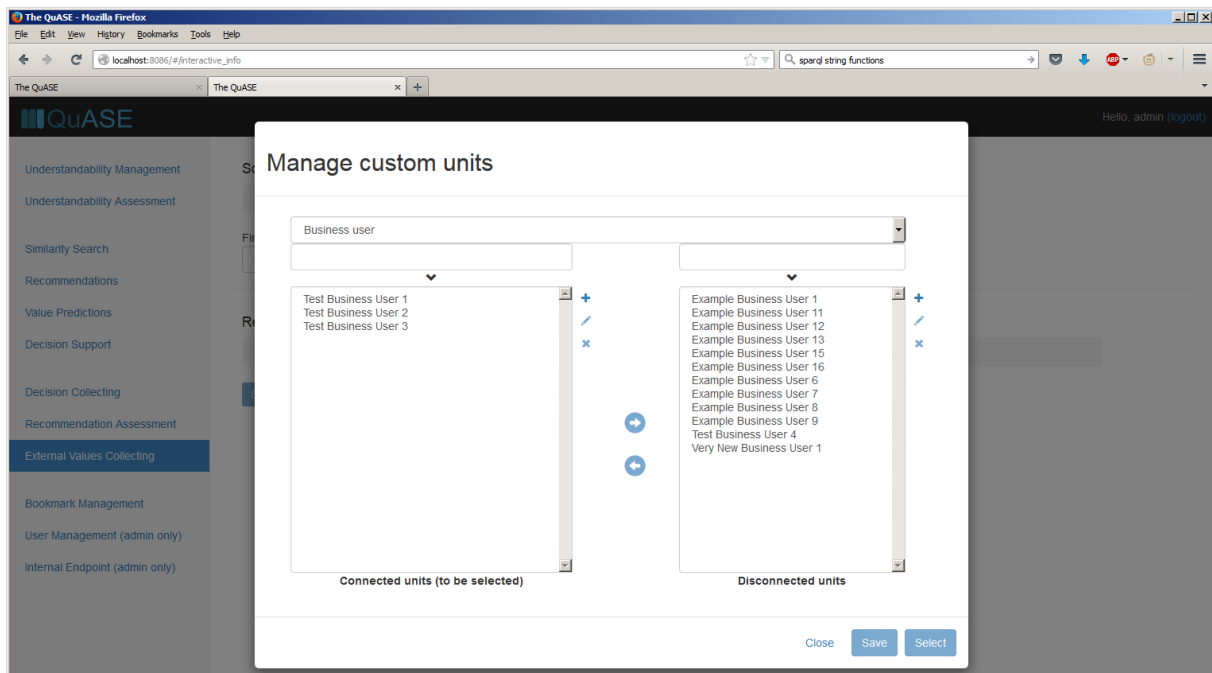 The QuASE - Mozilla Firefox
File Edit View History Bookmarks Tools Help
localhost:8086/#/interactive_info
sparql string functions
ABP
The QuASE
The QuASE
QuASE
Hello, admin (logout)
Understandability Management
Understandability Assessment
Similarity Search
Recommendations
Value Predictions
Decision Support
Decision Collecting
Recommendation Assessment
External Values Collecting
Bookmark Management
User Management (admin only)
Internal Endpoint (admin only)
Manage custom units
Business user
Test Business User 1
Test Business User 2
Test Business User 3
Connected units (to be selected)
Example Business User 1
Example Business User 11
Example Business User 12
Example Business User 13
Example Business User 15
Example Business User 16
Example Business User 6
Example Business User 7
Example Business User 8
Example Business User 9
Test Business User 4
Very New Business User 1
Disconnected units
Close
Save
Select